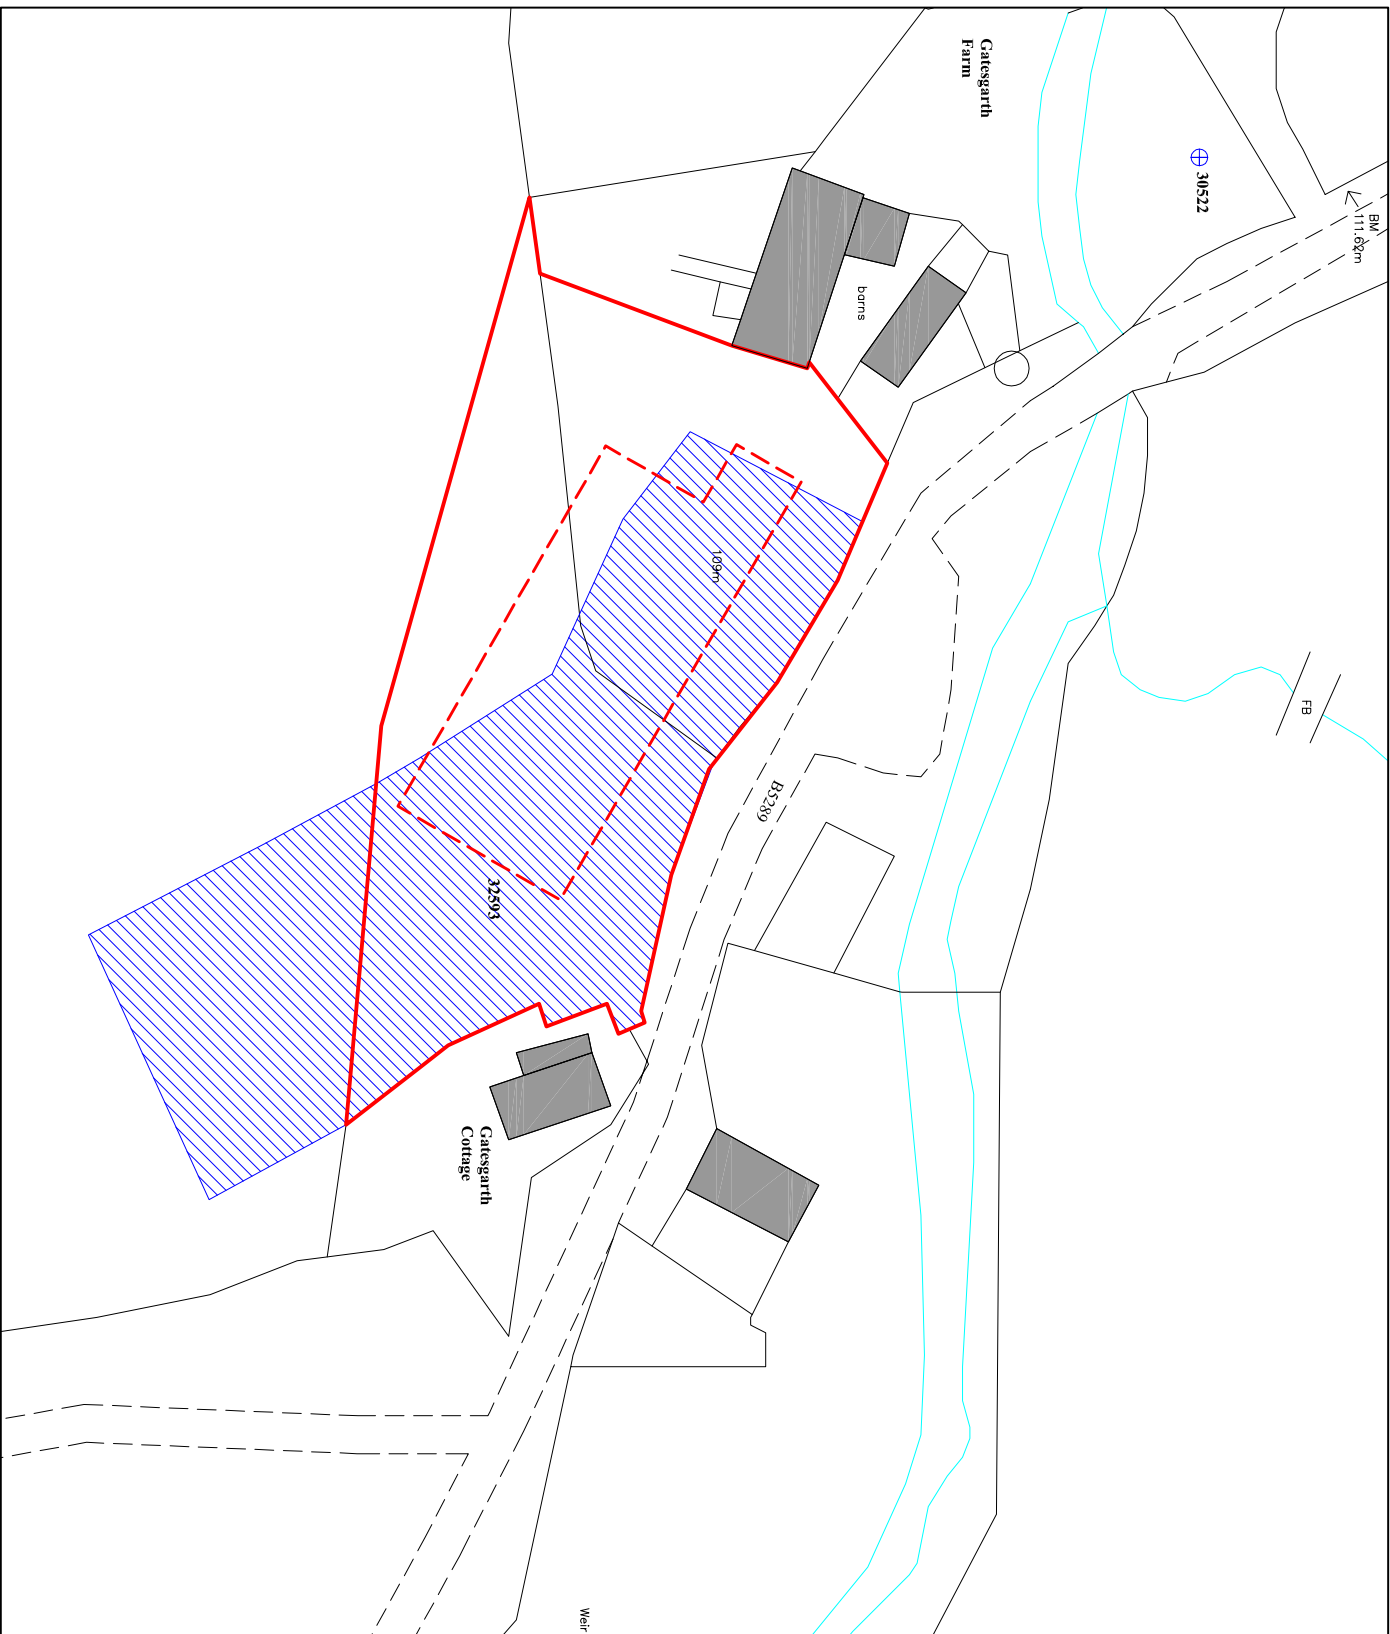 Gatesgarth
Farm
30522
BM
111.62m
barns
109m
FB
B5289
32593
Gatesgarth
Cottage
Weir